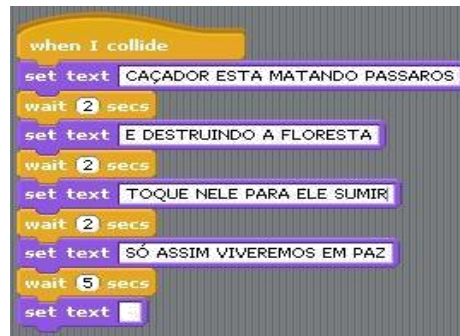 when I collide
set text CAÇADOR ESTA MATANDO PASSAROS
wait 2 secs
set text E DESTRUINDO A FLORESTA
wait 2 secs
set text TOQUE NELE PARA ELE SUMIR
wait 2 secs
set text SÓ ASSIM VIVEREMOS EM PAZ
wait 5 secs
set text